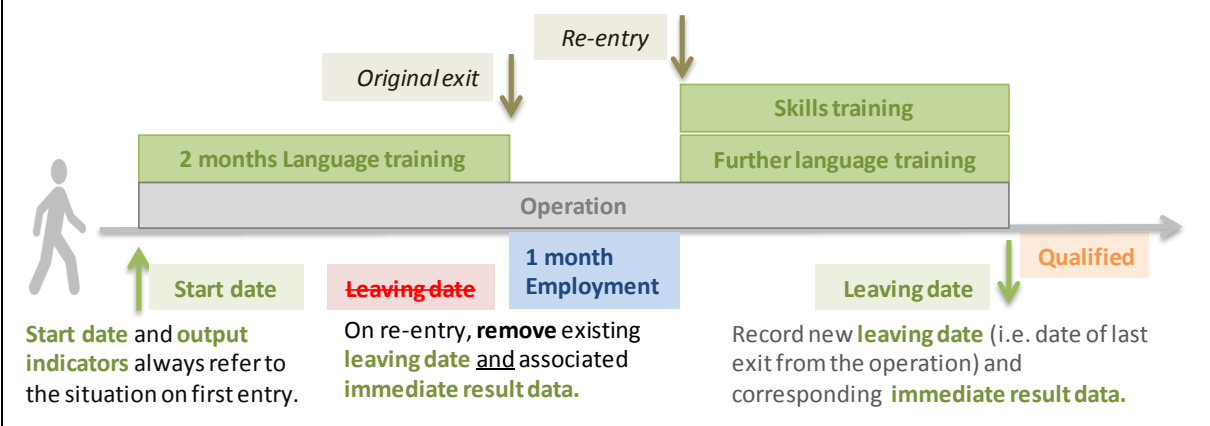 Re-entry
Original exit
Skills training
2 months Language training
Further language training
Operation
Start date
Leaving date
1 month
Employment
Leaving date
Qualified
Start date and output
indicators always refer to
the situation on first entry.
On re-entry, remove existing
leaving date and associated
immediate result data.
Record new leaving date (i.e. date of last
exit from the operation) and
corresponding immediate result data.